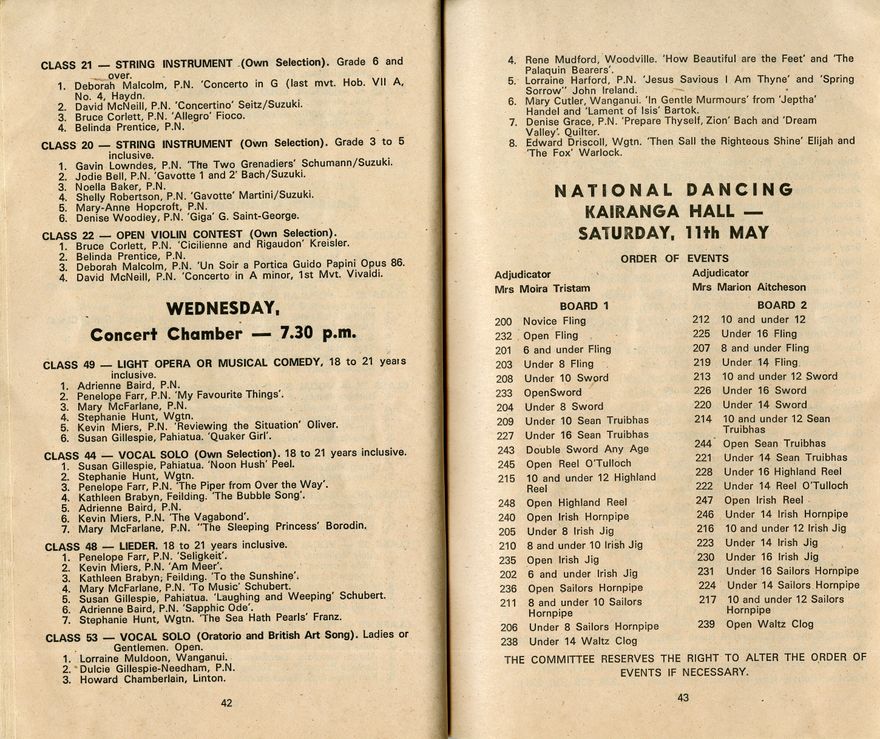 CLASS 21 — STRING INSTRUMENT (Own Selection). Grade 6 and
over.
1. Deborah Malcolm, P.N. 'Concerto in G (last mvt. Hob. VII A,
No. 4, Haydn.
2. David McNeill, P.N. 'Concertino' Seitz/Suzuki.
3. Bruce Corlett, P.N. 'Allegro' Fioco.
4. Belinda Prentice, P.N.
CLASS 20 — STRING INSTRUMENT (Own Selection). Grade 3 to 5
inclusive.
1. Gavin Lowndes, P.N. 'The Two Grenadiers' Schumann/Suzuki.
2. Jodie Bell, P.N. 'Gavotte 1 and 2' Bach/Suzuki.
3. Noella Baker, P.N.
4. Shelly Robertson, P.N. 'Gavotte' Martini/Suzuki.
5. Mary-Anne Hopcroft, P.N.
6. Denise Woodley, P.N. 'Giga' G. Saint-George.
CLASS 22 — OPEN VIOLIN CONTEST (Own Selection).
1. Bruce Corlett, P.N. 'Cicilienne and Rigaudon' Kreisler.
2. Belinda Prentice, P.N.
3. Deborah Malcolm, P.N. 'Un Soir a Portica Guido Papini Opus 86.
4. David McNeill, P.N. 'Concerto in A minor, 1st Mvt. Vivaldi.
WEDNESDAY,
Concert Chamber — 7.30 p.m.
CLASS 49 — LIGHT OPERA OR MUSICAL COMEDY, 18 to 21 years
inclusive.
1. Adrienne Baird, P.N.
2. Penelope Farr, P.N. 'My Favourite Things'.
3. Mary McFarlane, P.N.
4. Stephanie Hunt, Wgtn.
5. Kevin Miers, P.N. 'Reviewing the Situation' Oliver.
6. Susan Gillespie, Pahiatua. 'Quaker Girl'.
CLASS 44 — VOCAL SOLO (Own Selection). 18 to 21 years inclusive.
1. Susan Gillespie, Pahiatua. 'Noon Hush' Peel.
2. Stephanie Hunt, Wgtn.
3. Penelope Farr, P.N. 'The Piper from Over the Way'.
4. Kathleen Brabyn, Feilding. 'The Bubble Song'.
5. Adrienne Baird, P.N.
6. Kevin Miers, P.N. 'The Vagabond'.
7. Mary McFarlane, P.N. "The Sleeping Princess' Borodin.
CLASS 48 — LIEDER. 18 to 21 years inclusive.
1. Penelope Farr, P.N. 'Seligkeit'.
2. Kevin Miers, P.N. 'Am Meer'.
3. Kathleen Brabyn; Feilding. 'To the Sunshine'.
4. Mary McFarlane, P.N. 'To Music' Schubert.
5. Susan Gillespie, Pahiatua. 'Laughing and Weeping' Schubert.
6. Adrienne Baird, P.N. 'Sapphic Ode'.
7. Stephanie Hunt, Wgtn. 'The Sea Hath Pearls' Franz.
CLASS 53 — VOCAL SOLO (Oratorio and British Art Song). Ladies or
Gentlemen. Open.
1. Lorraine Muldoon, Wanganui.
2. Dulcie Gillespie-Needham, P.N.
3. Howard Chamberlain, Linton.
42
4. Rene Mudford, Woodville. 'How Beautiful are the Feet' and 'The
Palaquin Bearers'.
5. Lorraine Harford, P.N. 'Jesus Savious I Am Thyne' and 'Spring
Sorrow" John Ireland.
6. Mary Cutler, Wanganui. 'In Gentle Murmours' from 'Jeptha'
Handel and 'Lament of Isis' Bartok.
7. Denise Grace, P.N. 'Prepare Thyself, Zion' Bach and 'Dream
Valley'. Quilter.
8. Edward Driscoll, Wgtn. 'Then Sall the Righteous Shine' Elijah and
'The Fox' Warlock.
NATIONAL DANCING
KAIRANGA HALL —
SATURDAY, 11th MAY
ORDER OF EVENTS
Adjudicator
Mrs Moira Tristam
BOARD 1
200 Novice Fling
232 Open Fling
201 6 and under Fling
203 Under 8 Fling
208 Under 10 Sword
233 OpenSword
204 Under 8 Sword
209 Under 10 Sean Truibhas
227 Under 16 Sean Truibhas
243 Double Sword Any Age
245 Open Reel O'Tulloch
215 10 and under 12 Highland
Reel
248 Open Highland Reel
240 Open Irish Hornpipe
205 Under 8 Irish Jig
210 8 and under 10 Irish Jig
235 Open Irish Jig
202 6 and under Irish Jig
236 Open Sailors Hornpipe
211 8 and under 10 Sailors
Hornpipe
206 Under 8 Sailors Hornpipe
238 Under 14 Waltz Clog
Adjudicator
Mrs Marion Aitcheson
BOARD 2
212 10 and under 12
225 Under 16 Fling
207 8 and under Fling
219 Under 14 Fling
213 10 and under 12 Sword
226 Under 16 Sword
220 Under 14 Sword
214 10 and under 12 Sean
Truibhas
244 Open Sean Truibhas
221 Under 14 Sean Truibhas
228 Under 16 Highland Reel
222 Under 14 Reel O'Tulloch
247 Open Irish Reel
246 Under 14 Irish Hornpipe
216 10 and under 12 Irish Jig
223 Under 14 Irish Jig
230 Under 16 Irish Jig
231 Under 16 Sailors Hornpipe
224 Under 14 Sailors Hornpipe
217 10 and under 12 Sailors
Hornpipe
239 Open Waltz Clog
THE COMMITTEE RESERVES THE RIGHT TO ALTER THE ORDER OF
EVENTS IF NECESSARY.
43